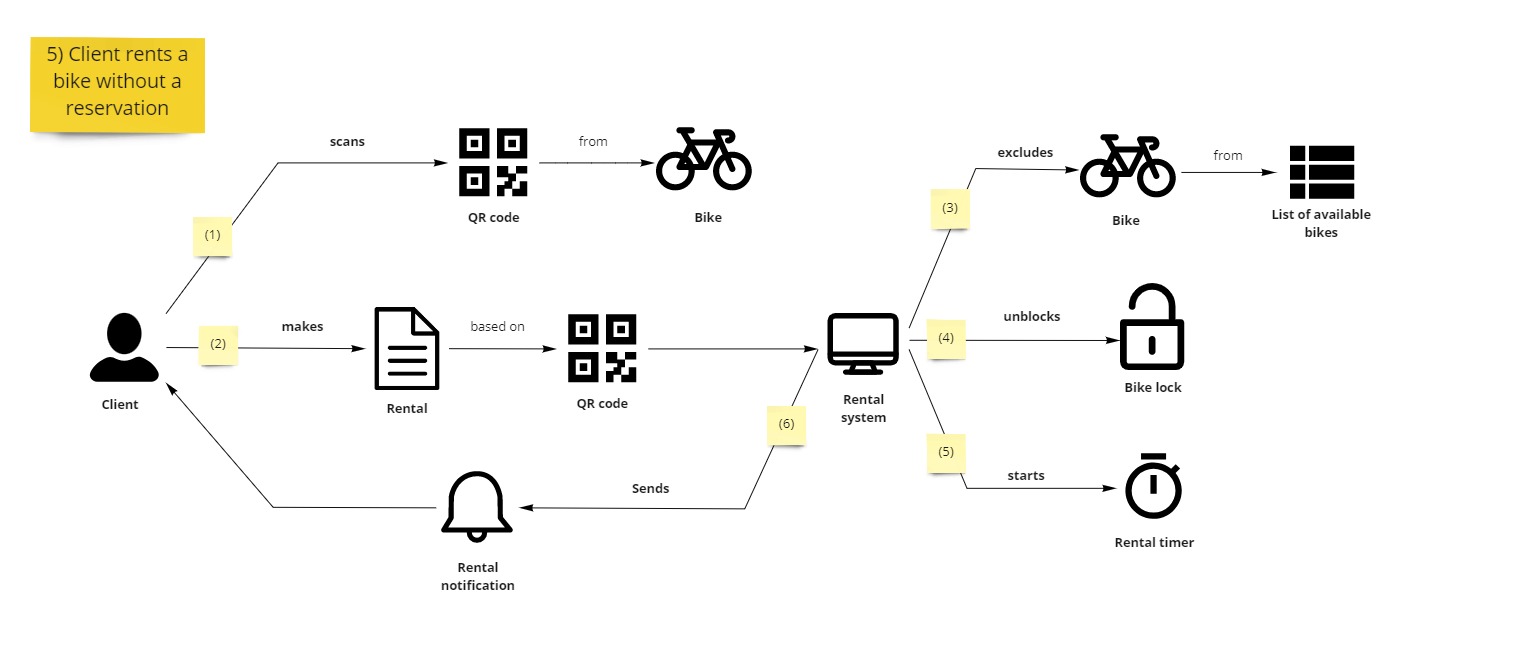 5) Client rents a
bike without a
reservation
scans
from
excludes
from
(1)
QR code
Bike
(3)
Bike
List of available
bikes
(2)
makes
based on
(4)
unblocks
Client
Rental
QR code
Rental
system
Bike lock
(6)
(5)
Sends
starts
Rental
notification
Rental timer